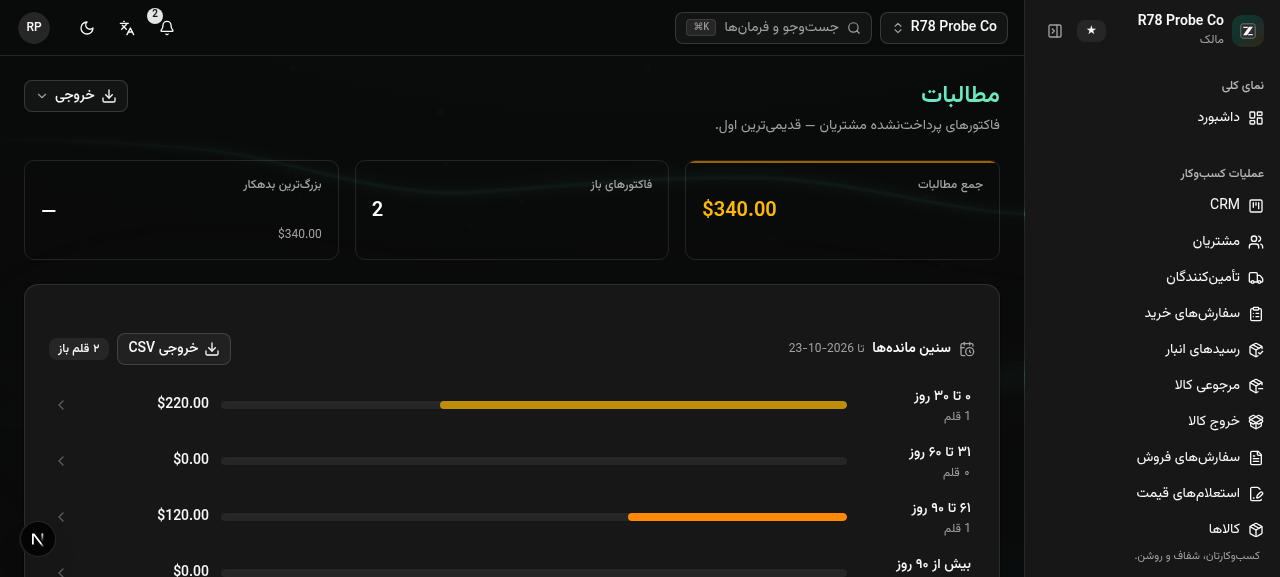 R78 Probe Co
مالک
★
نمای کلی
داشبورد
عملیات کسب‌وکار
CRM
مشتریان
تأمین‌کنندگان
سفارش‌های خرید
رسیدهای انبار
مرجوعی کالا
خروج کالا
سفارش‌های فروش
استعلام‌های قیمت
کالاها
کسب‌وکارتان، شفاف و روشن.
R78 Probe Co
جست‌وجو و فرمان‌ها ⌘K
2
RP
مطالبات
فاکتورهای پرداخت‌نشده مشتریان — قدیمی‌ترین اول.
خروجی
جمع مطالبات
$340.00
فاکتورهای باز
2
بزرگ‌ترین بدهکار
—
$340.00
سنین مانده‌ها تا 2026-10-23
خروجی CSV
۲ قلم باز
۰ تا ۳۰ روز
1 قلم
$220.00
۳۱ تا ۶۰ روز
۰ قلم
$0.00
۶۱ تا ۹۰ روز
1 قلم
$120.00
بیش از ۹۰ روز
$0.00
N